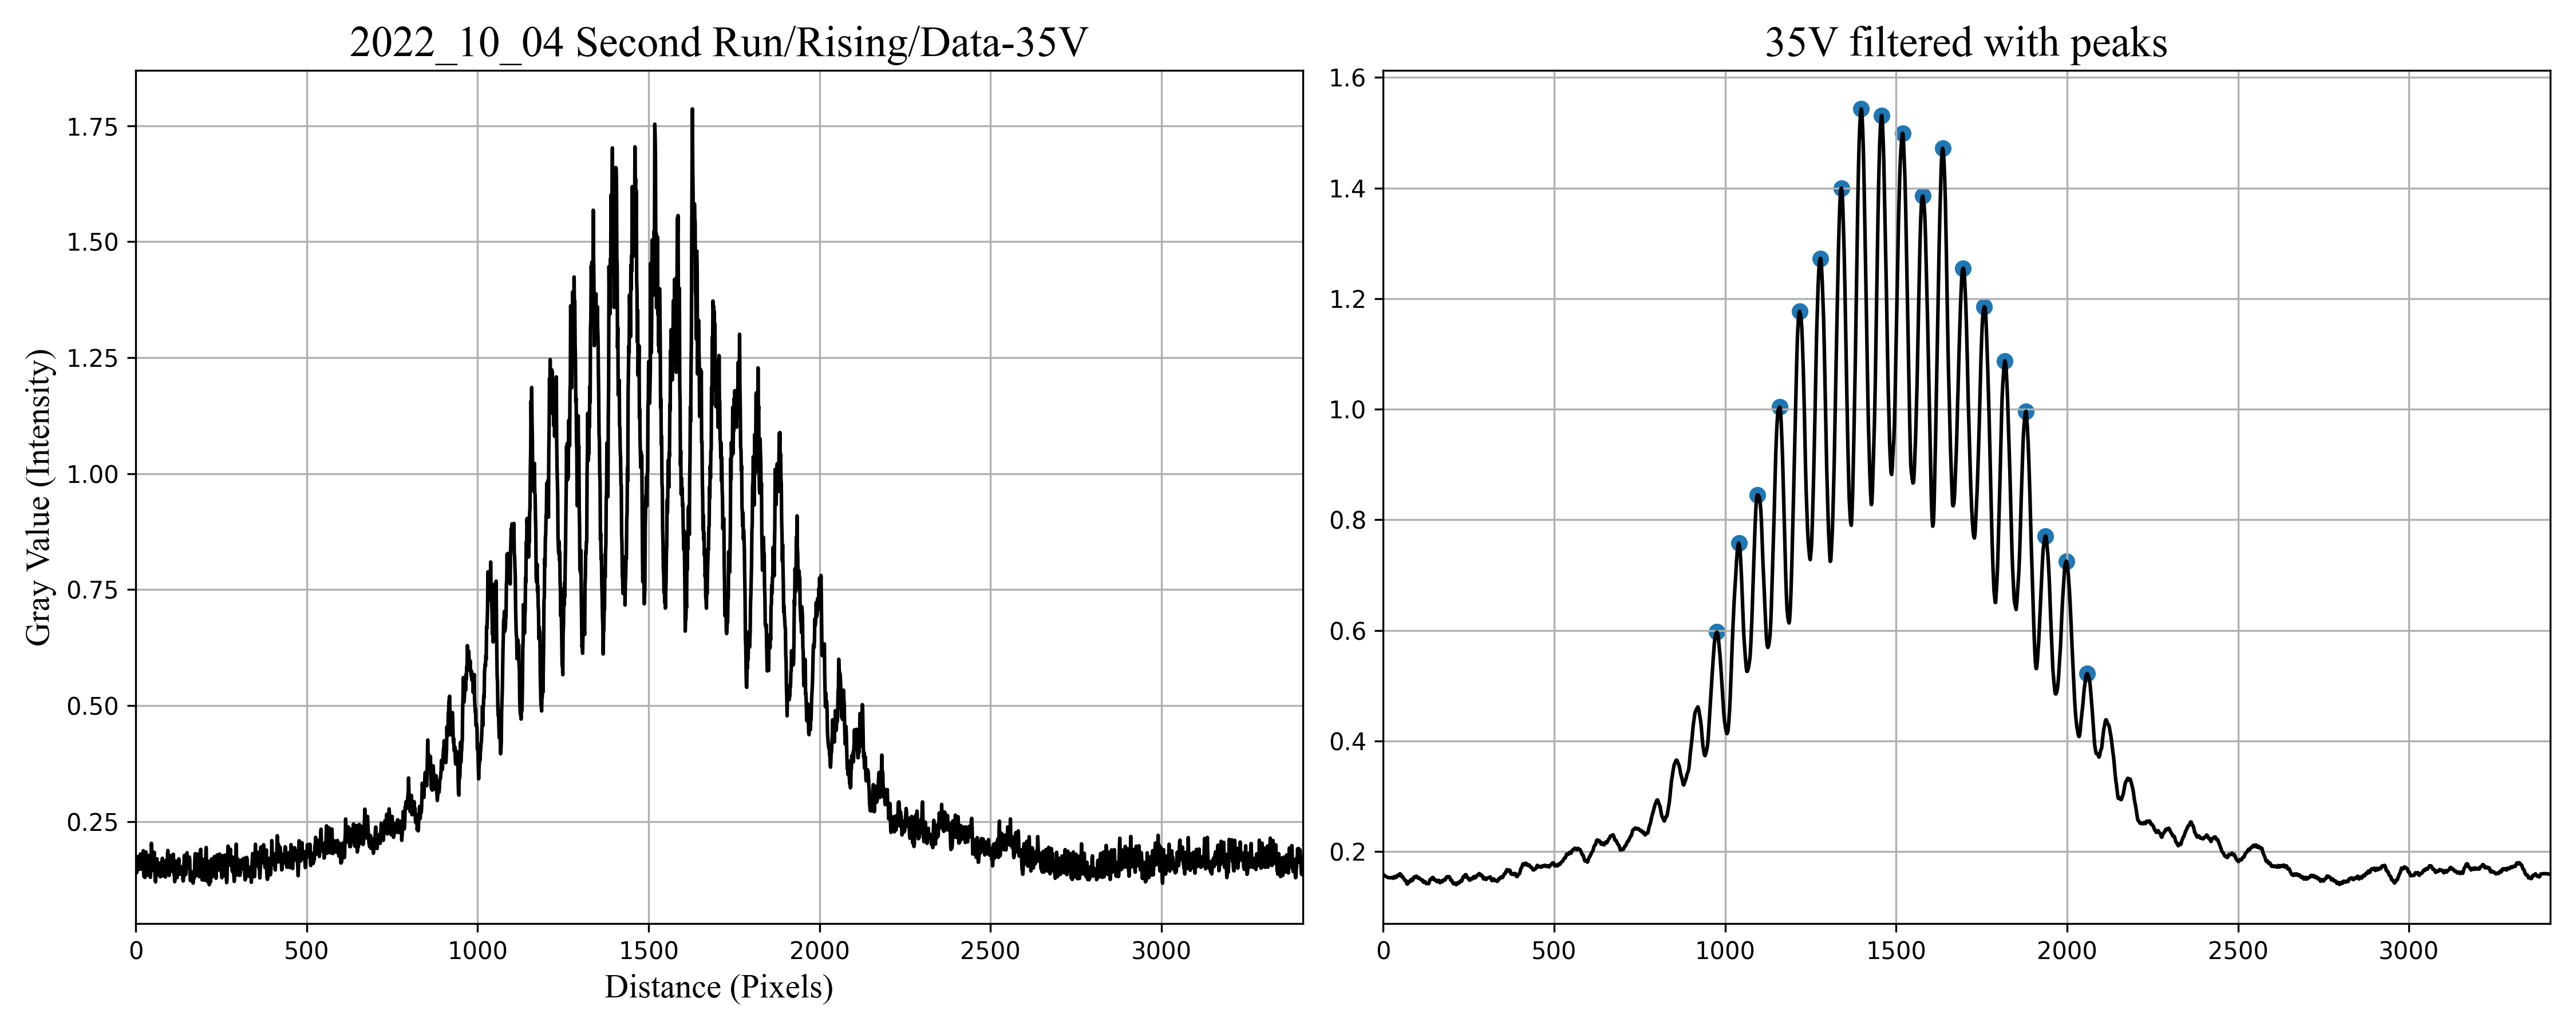 2022_10_04 Second Run/Rising/Data-35V
Gray Value (Intensity)
1.75
1.50
1.25
1.00
0.75
0.50
0.25
0 500 1000 1500 2000 2500 3000
Distance (Pixels)
35V filtered with peaks
1.6
1.4
1.2
1.0
0.8
0.6
0.4
0.2
0 500 1000 1500 2000 2500 3000